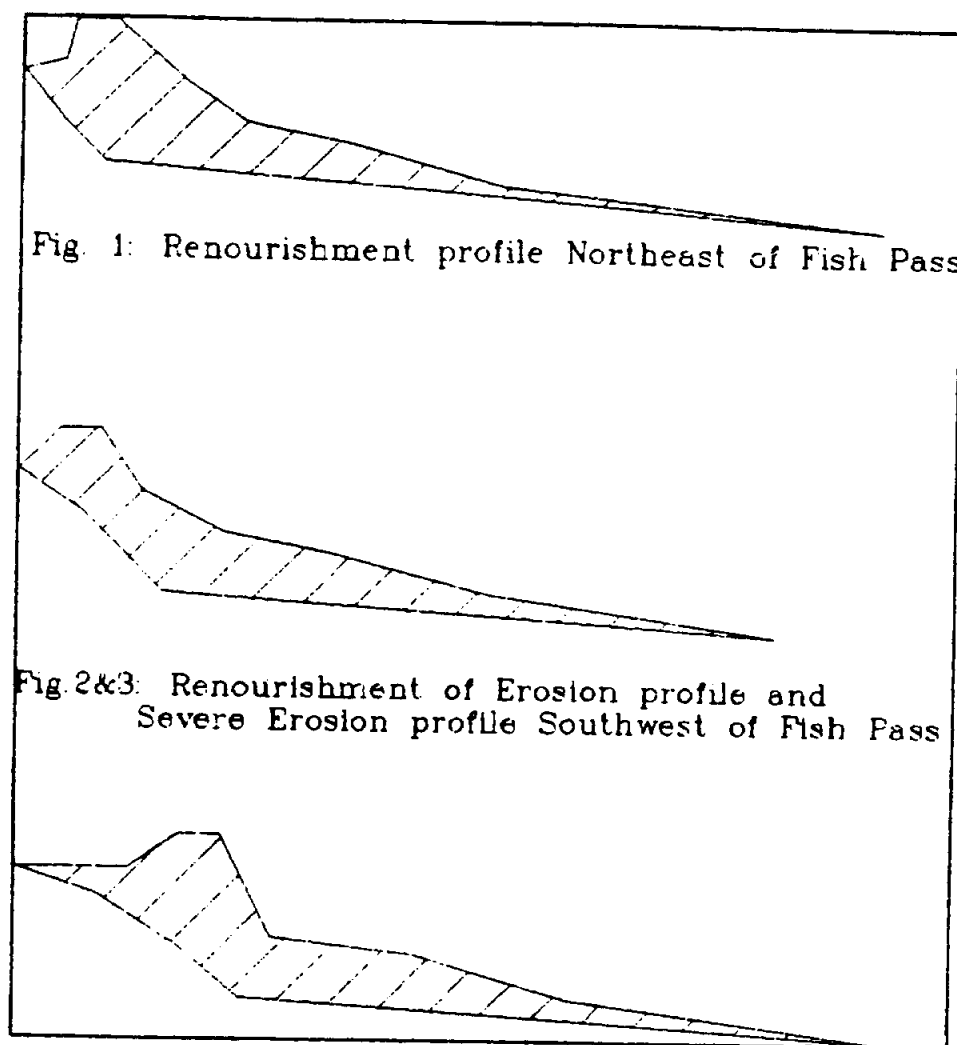 Fig. 1: Renourishment profile Northeast of Fish Pass
Fig. 2&3: Renourishment of Erosion profile and
Severe Erosion profile Southwest of Fish Pass